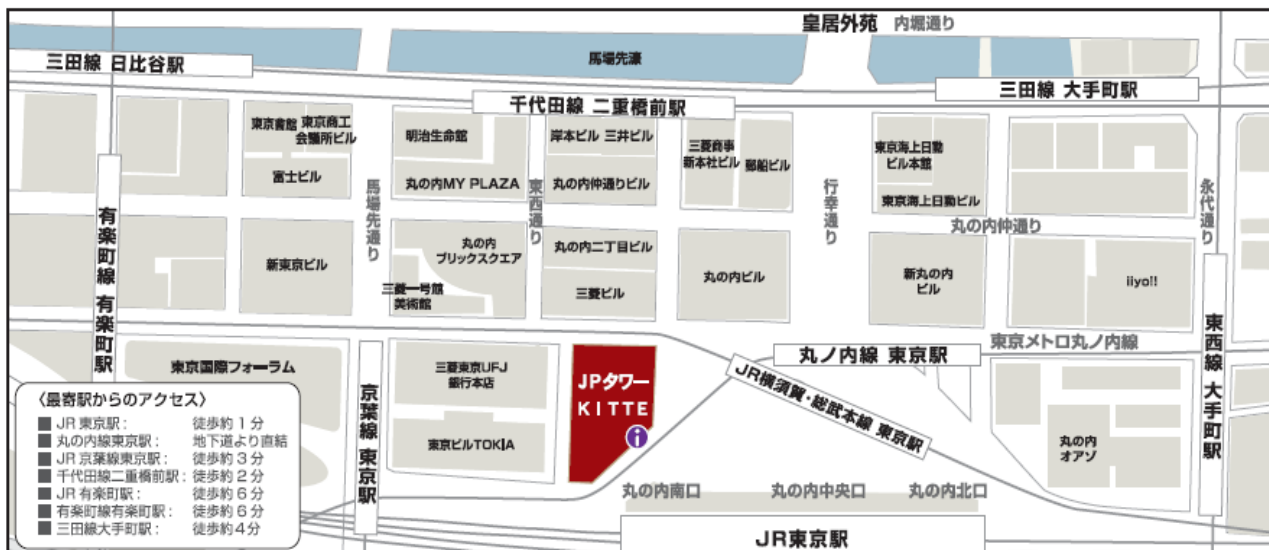 皇居外苑
内堀通り
三田線 日比谷駅
馬場先濠
三田線 大手町駅
千代田線 二重橋前駅
東京會館
東京商工
会議所ビル
富士ビル
明治生命館
丸の内MY PLAZA
岸本ビル
三井ビル
丸の内仲通りビル
三菱商事
新本社ビル
郵船ビル
東京海上日動
ビル本館
東京海上日動ビル
馬場先通り
東西通り
行幸通り
永代通り
丸の内仲通り
有楽町線 有楽町駅
新東京ビル
丸の内
ブリックスクエア
三菱一号館
美術館
丸の内二丁目ビル
三菱ビル
丸の内ビル
新丸の内
ビル
iiyo!!
東京国際フォーラム
京葉線 東京駅
三菱東京UFJ
銀行本店
東京ビルTOKIA
JPタワー
KITTE
i
丸ノ内線 東京駅
東京メトロ丸ノ内線
JR横須賀・総武本線 東京駅
東西線 大手町駅
丸の内
オアゾ
丸の内南口
丸の内中央口
丸の内北口
JR東京駅
〈最寄駅からのアクセス〉
JR東京駅： 徒歩約1分
丸の内線東京駅： 地下道より直結
JR京葉線東京駅： 徒歩約3分
千代田線二重橋前駅： 徒歩約2分
JR有楽町駅： 徒歩約6分
有楽町線有楽町駅： 徒歩約6分
三田線大手町駅： 徒歩約4分